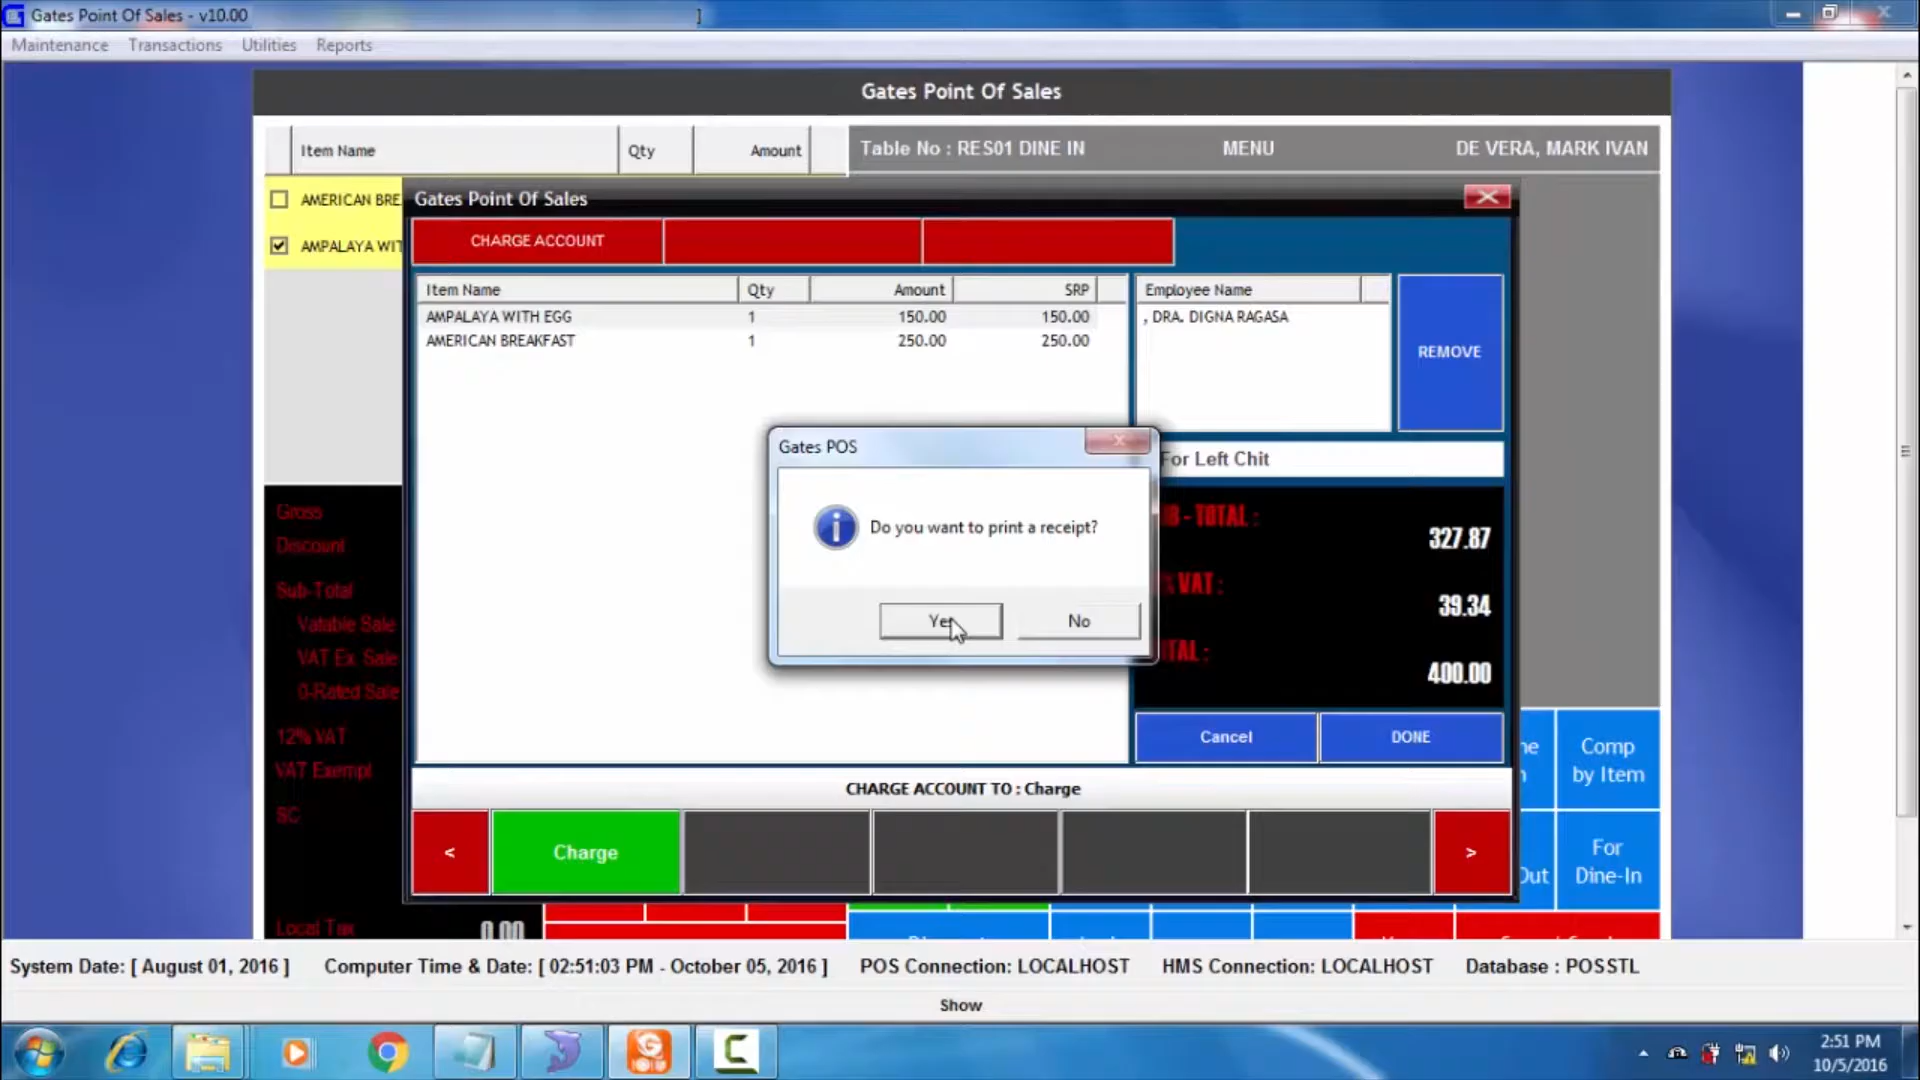 Gates Point Of Sales - v10.00 ]
Maintenance Transactions Utilities Reports
Gates Point Of Sales
Item Name Qty Amount
Table No : RES01 DINE IN MENU DE VERA, MARK IVAN
AMERICAN BRE
AMPALAYA WIT
Gates Point Of Sales
CHARGE ACCOUNT
Item Name Qty Amount SRP
AMPALAYA WITH EGG 1 150.00 150.00
AMERICAN BREAKFAST 1 250.00 250.00
Employee Name
, DRA. DIGNA RAGASA
REMOVE
For Left Chit
Gates POS
Do you want to print a receipt?
Yes No
- TOTAL :
327.87
% VAT :
39.34
TAL :
400.00
Cancel DONE
CHARGE ACCOUNT TO : Charge
< Charge >
Gross
Discount
Sub-Total
Vatable Sale
VAT Ex. Sale
0-Rated Sale
12% VAT
VAT Exempt
SC
Local Tax 0.00
Comp
by Item
Out
For
Dine-In
System Date: [ August 01, 2016 ] Computer Time & Date: [ 02:51:03 PM - October 05, 2016 ] POS Connection: LOCALHOST HMS Connection: LOCALHOST Database : POSSTL
Show
2:51 PM
10/5/2016